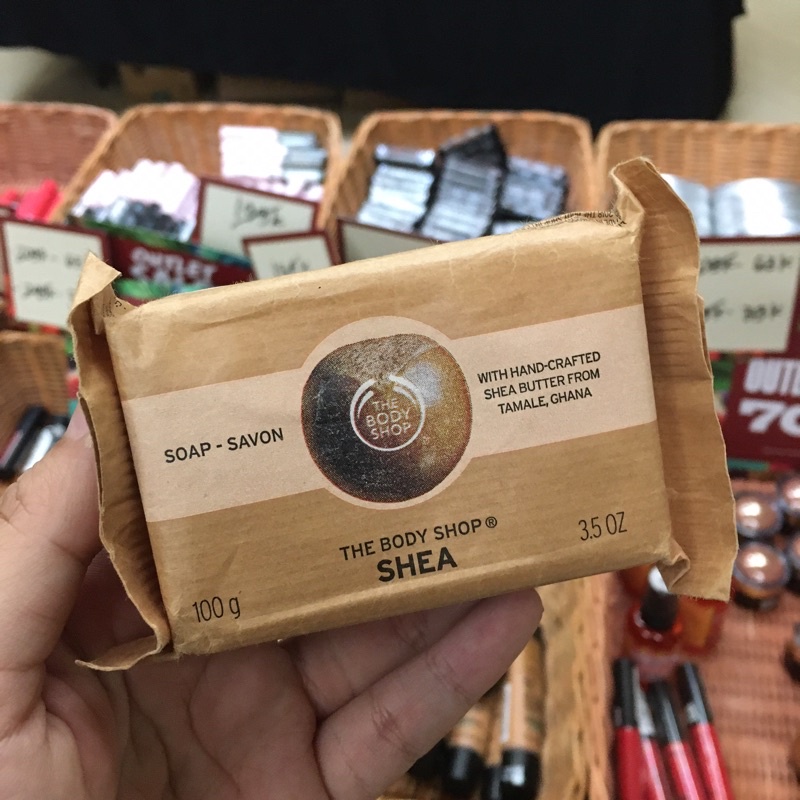 SOAP - SAVON
THE
BODY
SHOP
WITH HAND-CRAFTED
SHEA BUTTER FROM
TAMALE, GHANA
THE BODY SHOP®
SHEA
100 g
3.5 OZ
OUTLET
70